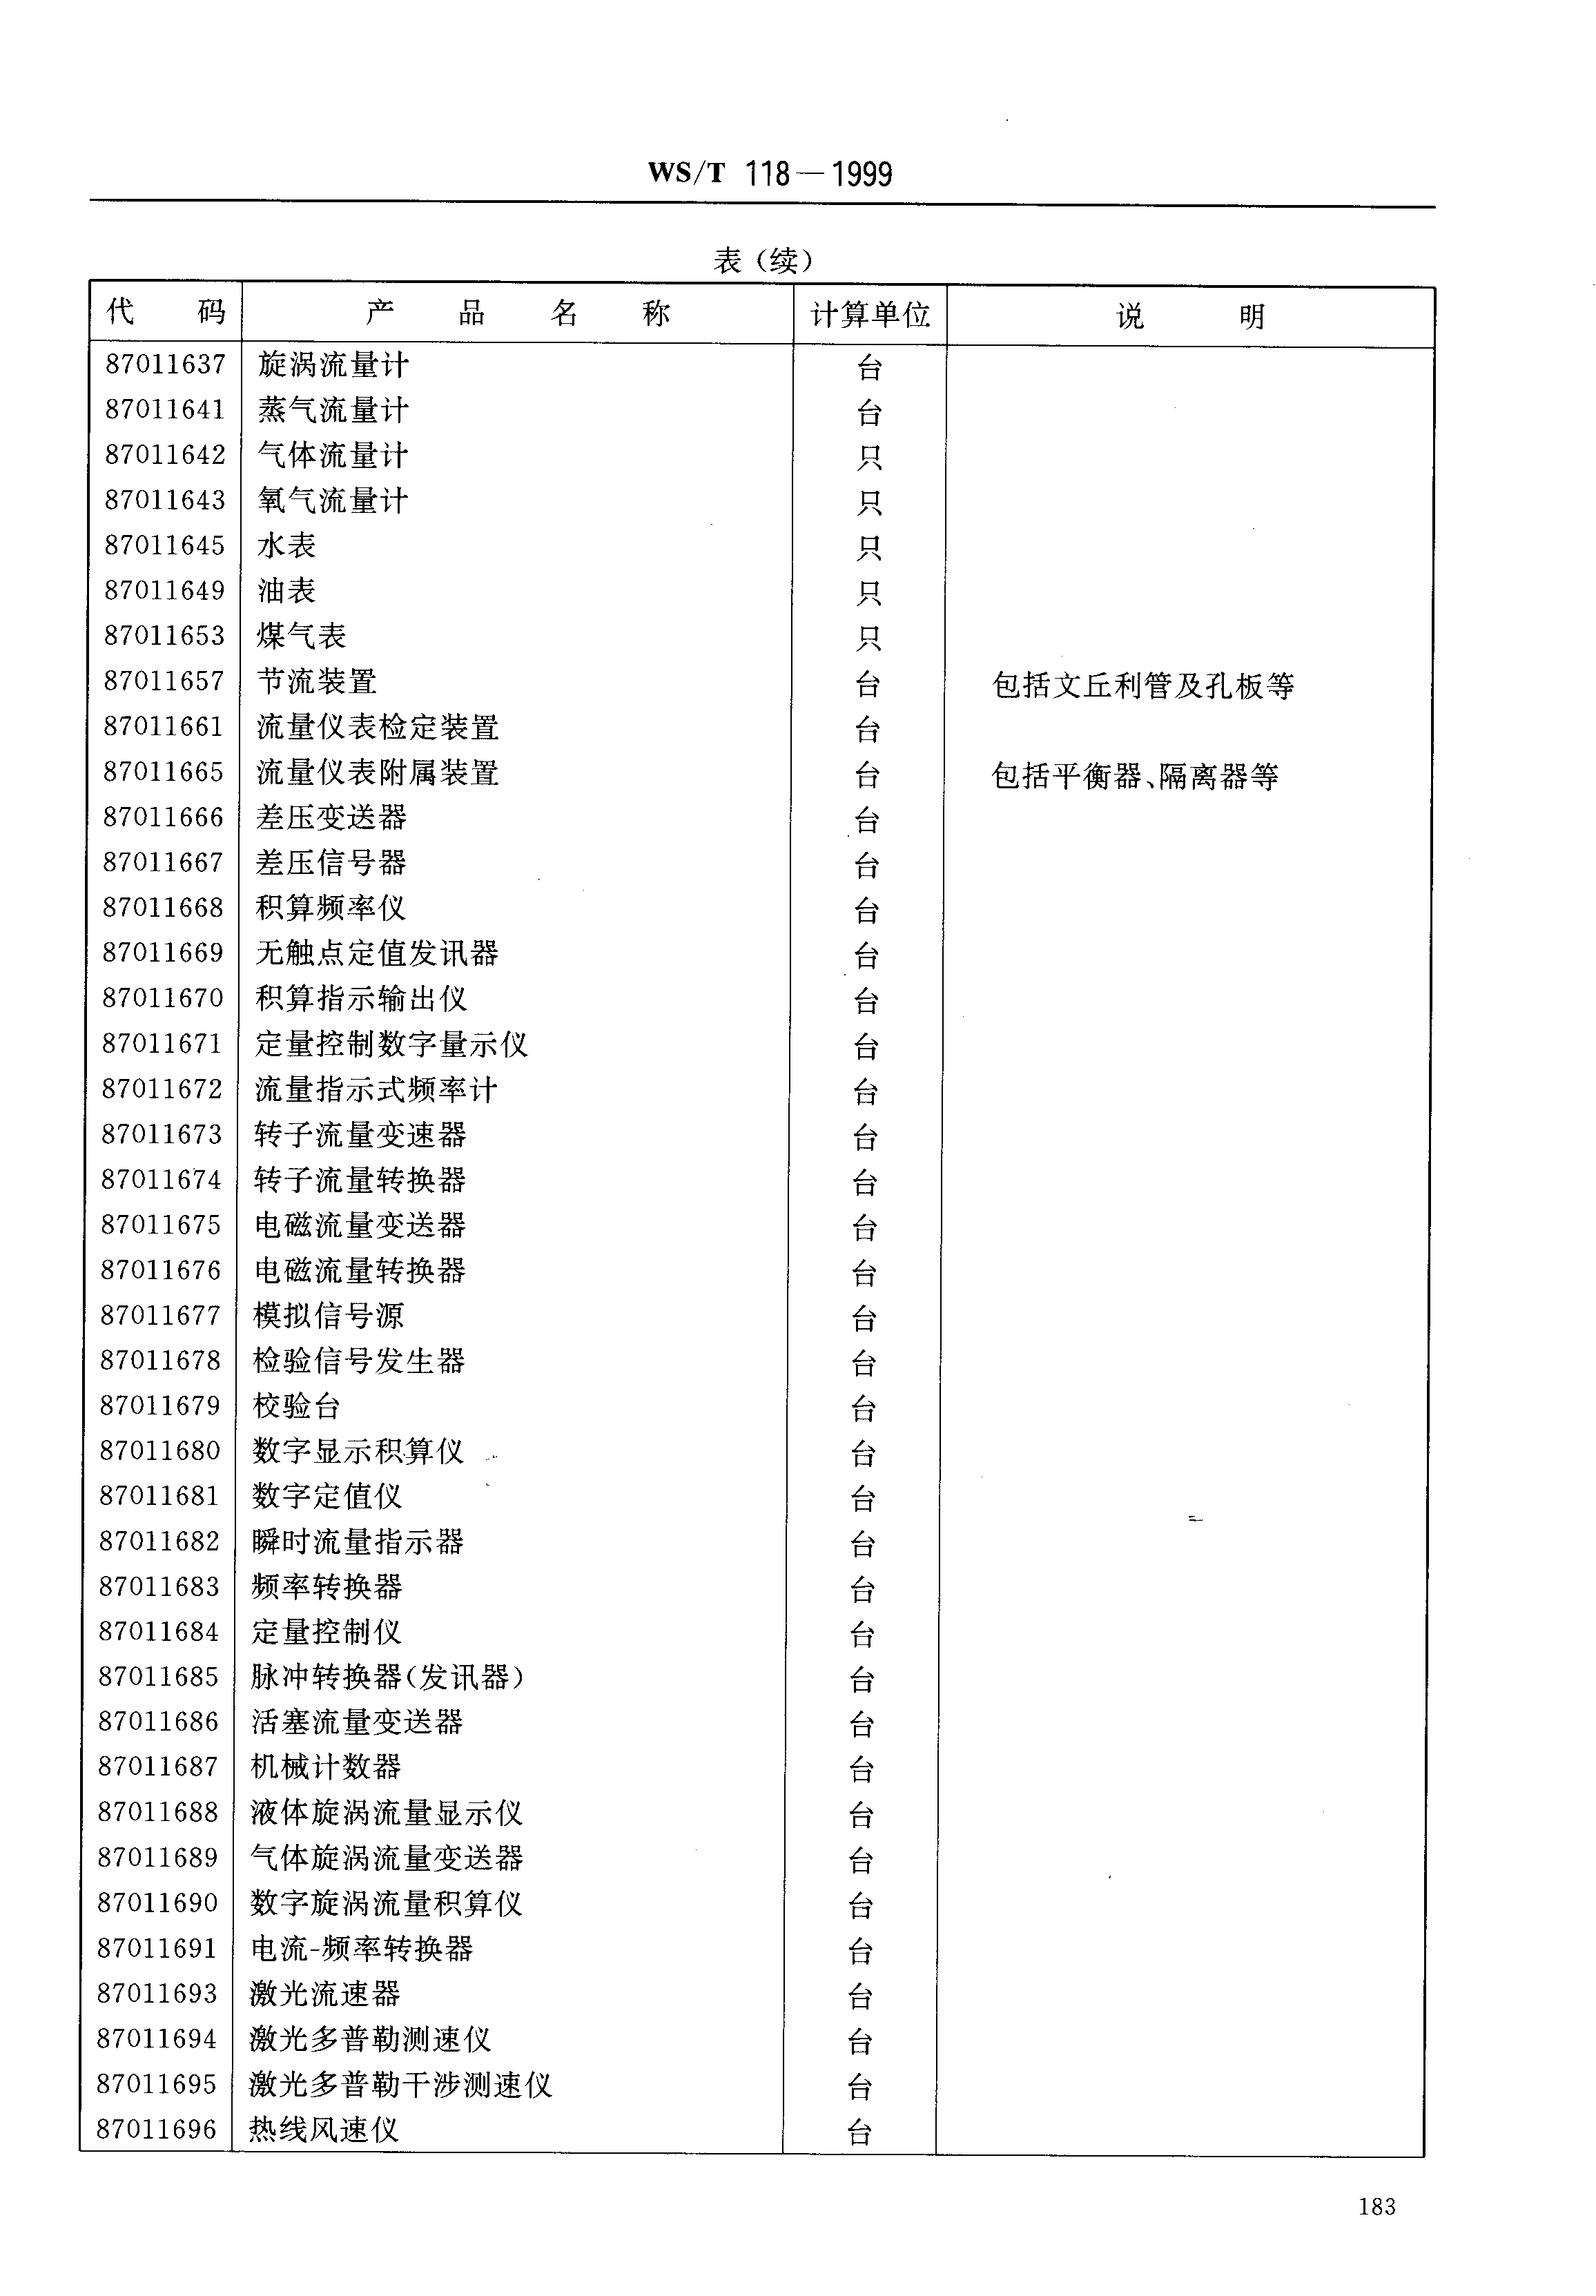 WS/T 118—1999
表（续）
代 码 产 品 名 称 计算单位 说 明
87011637 旋涡流量计 台
87011641 蒸气流量计 台
87011642 气体流量计 只
87011643 氧气流量计 只
87011645 水表 只
87011649 油表 只
87011653 煤气表 只
87011657 节流装置 台 包括文丘利管及孔板等
87011661 流量仪表检定装置 台
87011665 流量仪表附属装置 台 包括平衡器、隔离器等
87011666 差压变送器 台
87011667 差压信号器 台
87011668 积算频率仪 台
87011669 无触点定值发讯器 台
87011670 积算指示输出仪 台
87011671 定量控制数字量示仪 台
87011672 流量指示式频率计 台
87011673 转子流量变速器 台
87011674 转子流量转换器 台
87011675 电磁流量变送器 台
87011676 电磁流量转换器 台
87011677 模拟信号源 台
87011678 检验信号发生器 台
87011679 校验台 台
87011680 数字显示积算仪 台
87011681 数字定值仪 台
87011682 瞬时流量指示器 台
87011683 频率转换器 台
87011684 定量控制仪 台
87011685 脉冲转换器（发讯器） 台
87011686 活塞流量变送器 台
87011687 机械计数器 台
87011688 液体旋涡流量显示仪 台
87011689 气体旋涡流量变送器 台
87011690 数字旋涡流量积算仪 台
87011691 电流-频率转换器 台
87011693 激光流速器 台
87011694 激光多普勒测速仪 台
87011695 激光多普勒干涉测速仪 台
87011696 热线风速仪 台
183